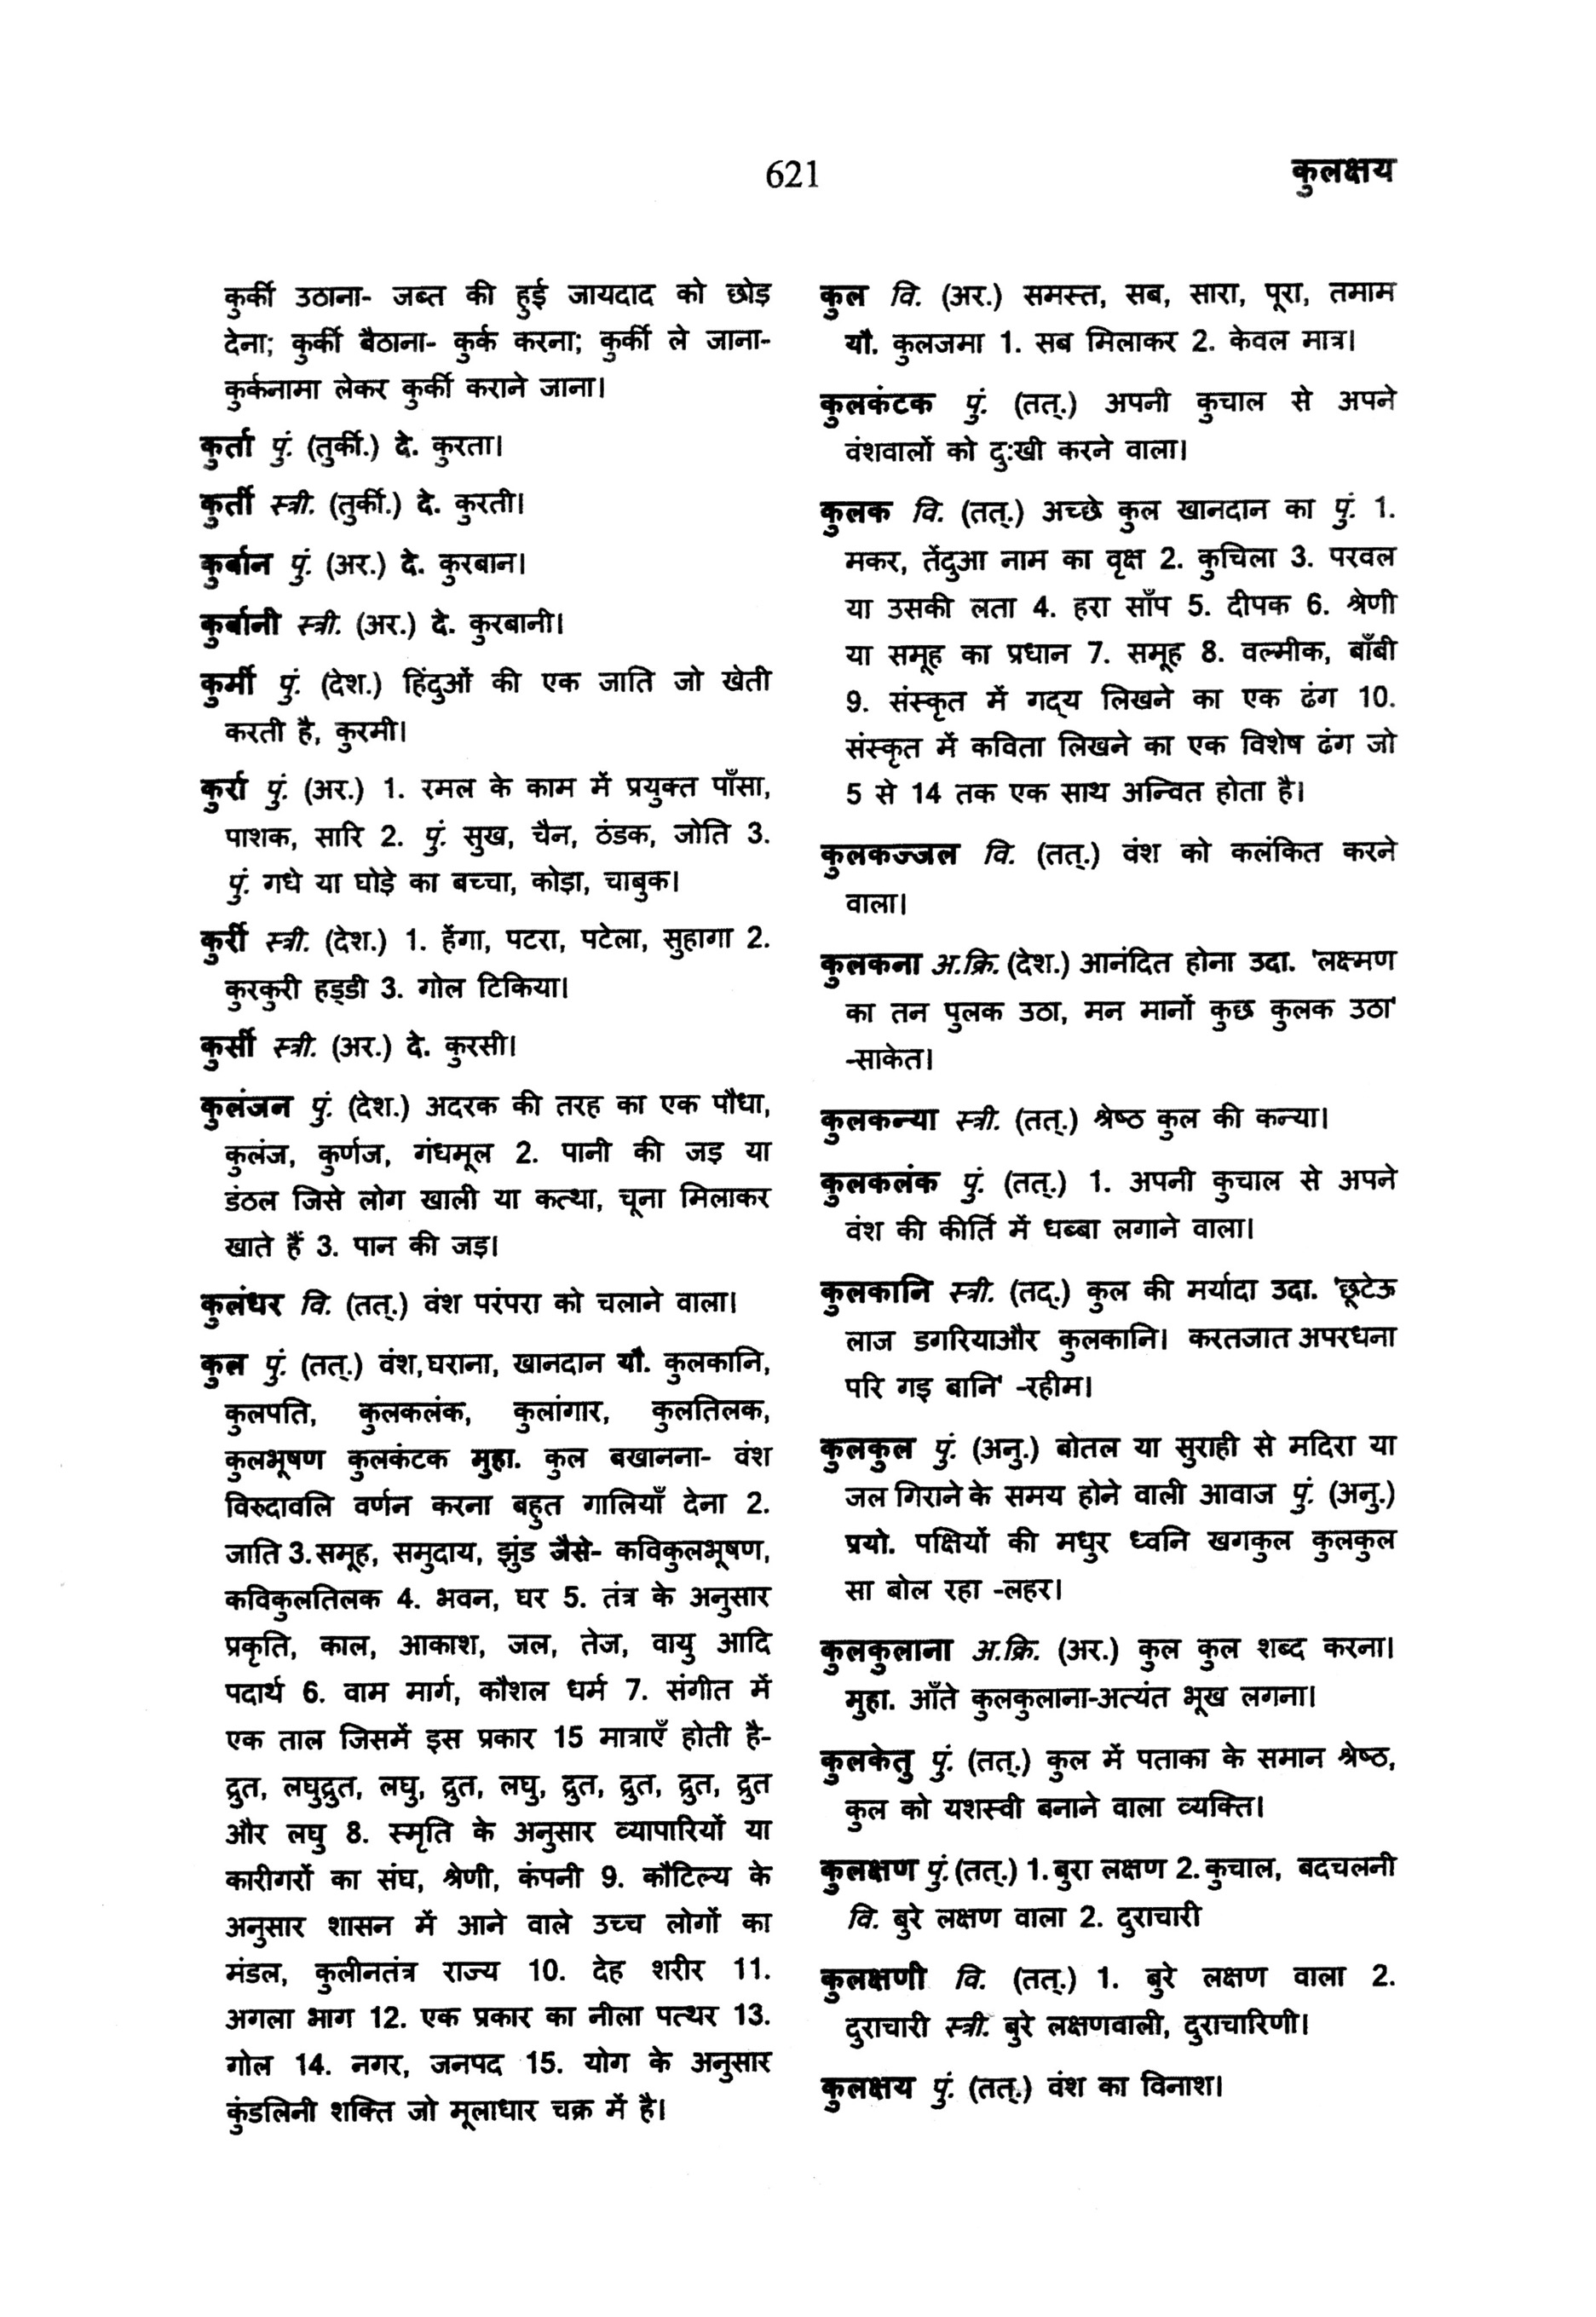 621
कुलक्षय
कुर्की उठाना- जब्त की हुई जायदाद को छोड़
देना; कुर्की बैठाना- कुर्क करना; कुर्की ले जाना-
कुर्कनामा लेकर कुर्की कराने जाना।
कुर्ता पुं. (तुर्की.) दे. कुरता।
कुर्ती स्त्री. (तुर्की.) दे. कुरती।
कुर्बान पुं. (अर.) दे. कुरबान।
कुर्बानी स्त्री. (अर.) दे. कुरबानी।
कुर्मी पुं. (देश.) हिंदुओं की एक जाति जो खेती
करती है, कुरमी।
कुर्रा पुं. (अर.) 1. रमल के काम में प्रयुक्त पाँसा,
पाशक, सारि 2. पुं. सुख, चैन, ठंडक, जोति 3.
पुं. गधे या घोड़े का बच्चा, कोड़ा, चाबुक।
कुर्री स्त्री. (देश.) 1. हेंगा, पटरा, पटेला, सुहागा 2.
कुरकुरी हड्डी 3. गोल टिकिया।
कुर्सी स्त्री. (अर.) दे. कुरसी।
कुलंजन पुं. (देश.) अदरक की तरह का एक पौधा,
कुलंज, कुर्णज, गंधमूल 2. पानी की जड़ या
डंठल जिसे लोग खाली या कत्था, चूना मिलाकर
खाते हैं 3. पान की जड़।
कुलंधर वि. (तत्.) वंश परंपरा को चलाने वाला।
कुल पुं. (तत्.) वंश,घराना, खानदान यौ. कुलकानि,
कुलपति, कुलकलंक, कुलांगार, कुलतिलक,
कुलभूषण कुलकंटक मुहा. कुल बखानना- वंश
विरुदावलि वर्णन करना बहुत गालियाँ देना 2.
जाति 3.समूह, समुदाय, झुंड जैसे- कविकुलभूषण,
कविकुलतिलक 4. भवन, घर 5. तंत्र के अनुसार
प्रकृति, काल, आकाश, जल, तेज, वायु आदि
पदार्थ 6. वाम मार्ग, कौशल धर्म 7. संगीत में
एक ताल जिसमें इस प्रकार 15 मात्राएँ होती है-
द्रुत, लघुद्रुत, लघु, द्रुत, लघु, द्रुत, द्रुत, द्रुत, द्रुत
और लघु 8. स्मृति के अनुसार व्यापारियों या
कारीगरों का संघ, श्रेणी, कंपनी 9. कौटिल्य के
अनुसार शासन में आने वाले उच्च लोगों का
मंडल, कुलीनतंत्र राज्य 10. देह शरीर 11.
अगला भाग 12. एक प्रकार का नीला पत्थर 13.
गोल 14. नगर, जनपद 15. योग के अनुसार
कुंडलिनी शक्ति जो मूलाधार चक्र में है।
कुल वि. (अर.) समस्त, सब, सारा, पूरा, तमाम
यौ. कुलजमा 1. सब मिलाकर 2. केवल मात्र।
कुलकंटक पुं. (तत्.) अपनी कुचाल से अपने
वंशवालों को दु:खी करने वाला।
कुलक वि. (तत्.) अच्छे कुल खानदान का पुं. 1.
मकर, तेंदुआ नाम का वृक्ष 2. कुचिला 3. परवल
या उसकी लता 4. हरा साँप 5. दीपक 6. श्रेणी
या समूह का प्रधान 7. समूह 8. वल्मीक, बाँबी
9. संस्कृत में गद्य लिखने का एक ढंग 10.
संस्कृत में कविता लिखने का एक विशेष ढंग जो
5 से 14 तक एक साथ अन्वित होता है।
कुलकज्जल वि. (तत्.) वंश को कलंकित करने
वाला।
कुलकना अ.क्रि. (देश.) आनंदित होना उदा. 'लक्ष्मण
का तन पुलक उठा, मन मानों कुछ कुलक उठा'
-साकेत।
कुलकन्या स्त्री. (तत्.) श्रेष्ठ कुल की कन्या।
कुलकलंक पुं. (तत्.) 1. अपनी कुचाल से अपने
वंश की कीर्ति में धब्बा लगाने वाला।
कुलकानि स्त्री. (तद्.) कुल की मर्यादा उदा. 'छूटेऊ
लाज डगरियाऔर कुलकानि। करतजात अपरधना
परि गइ बानि' -रहीम।
कुलकुल पुं. (अनु.) बोतल या सुराही से मदिरा या
जल गिराने के समय होने वाली आवाज पुं. (अनु.)
प्रयो. पक्षियों की मधुर ध्वनि खगकुल कुलकुल
सा बोल रहा -लहर।
कुलकुलाना अ.क्रि. (अर.) कुल कुल शब्द करना।
मुहा. आँते कुलकुलाना-अत्यंत भूख लगना।
कुलकेतु पुं. (तत्.) कुल में पताका के समान श्रेष्ठ,
कुल को यशस्वी बनाने वाला व्यक्ति।
कुलक्षण पुं. (तत्.) 1. बुरा लक्षण 2. कुचाल, बदचलनी
वि. बुरे लक्षण वाला 2. दुराचारी
कुलक्षणी वि. (तत्.) 1. बुरे लक्षण वाला 2.
दुराचारी स्त्री. बुरे लक्षणवाली, दुराचारिणी।
कुलक्षय पुं. (तत्.) वंश का विनाश।